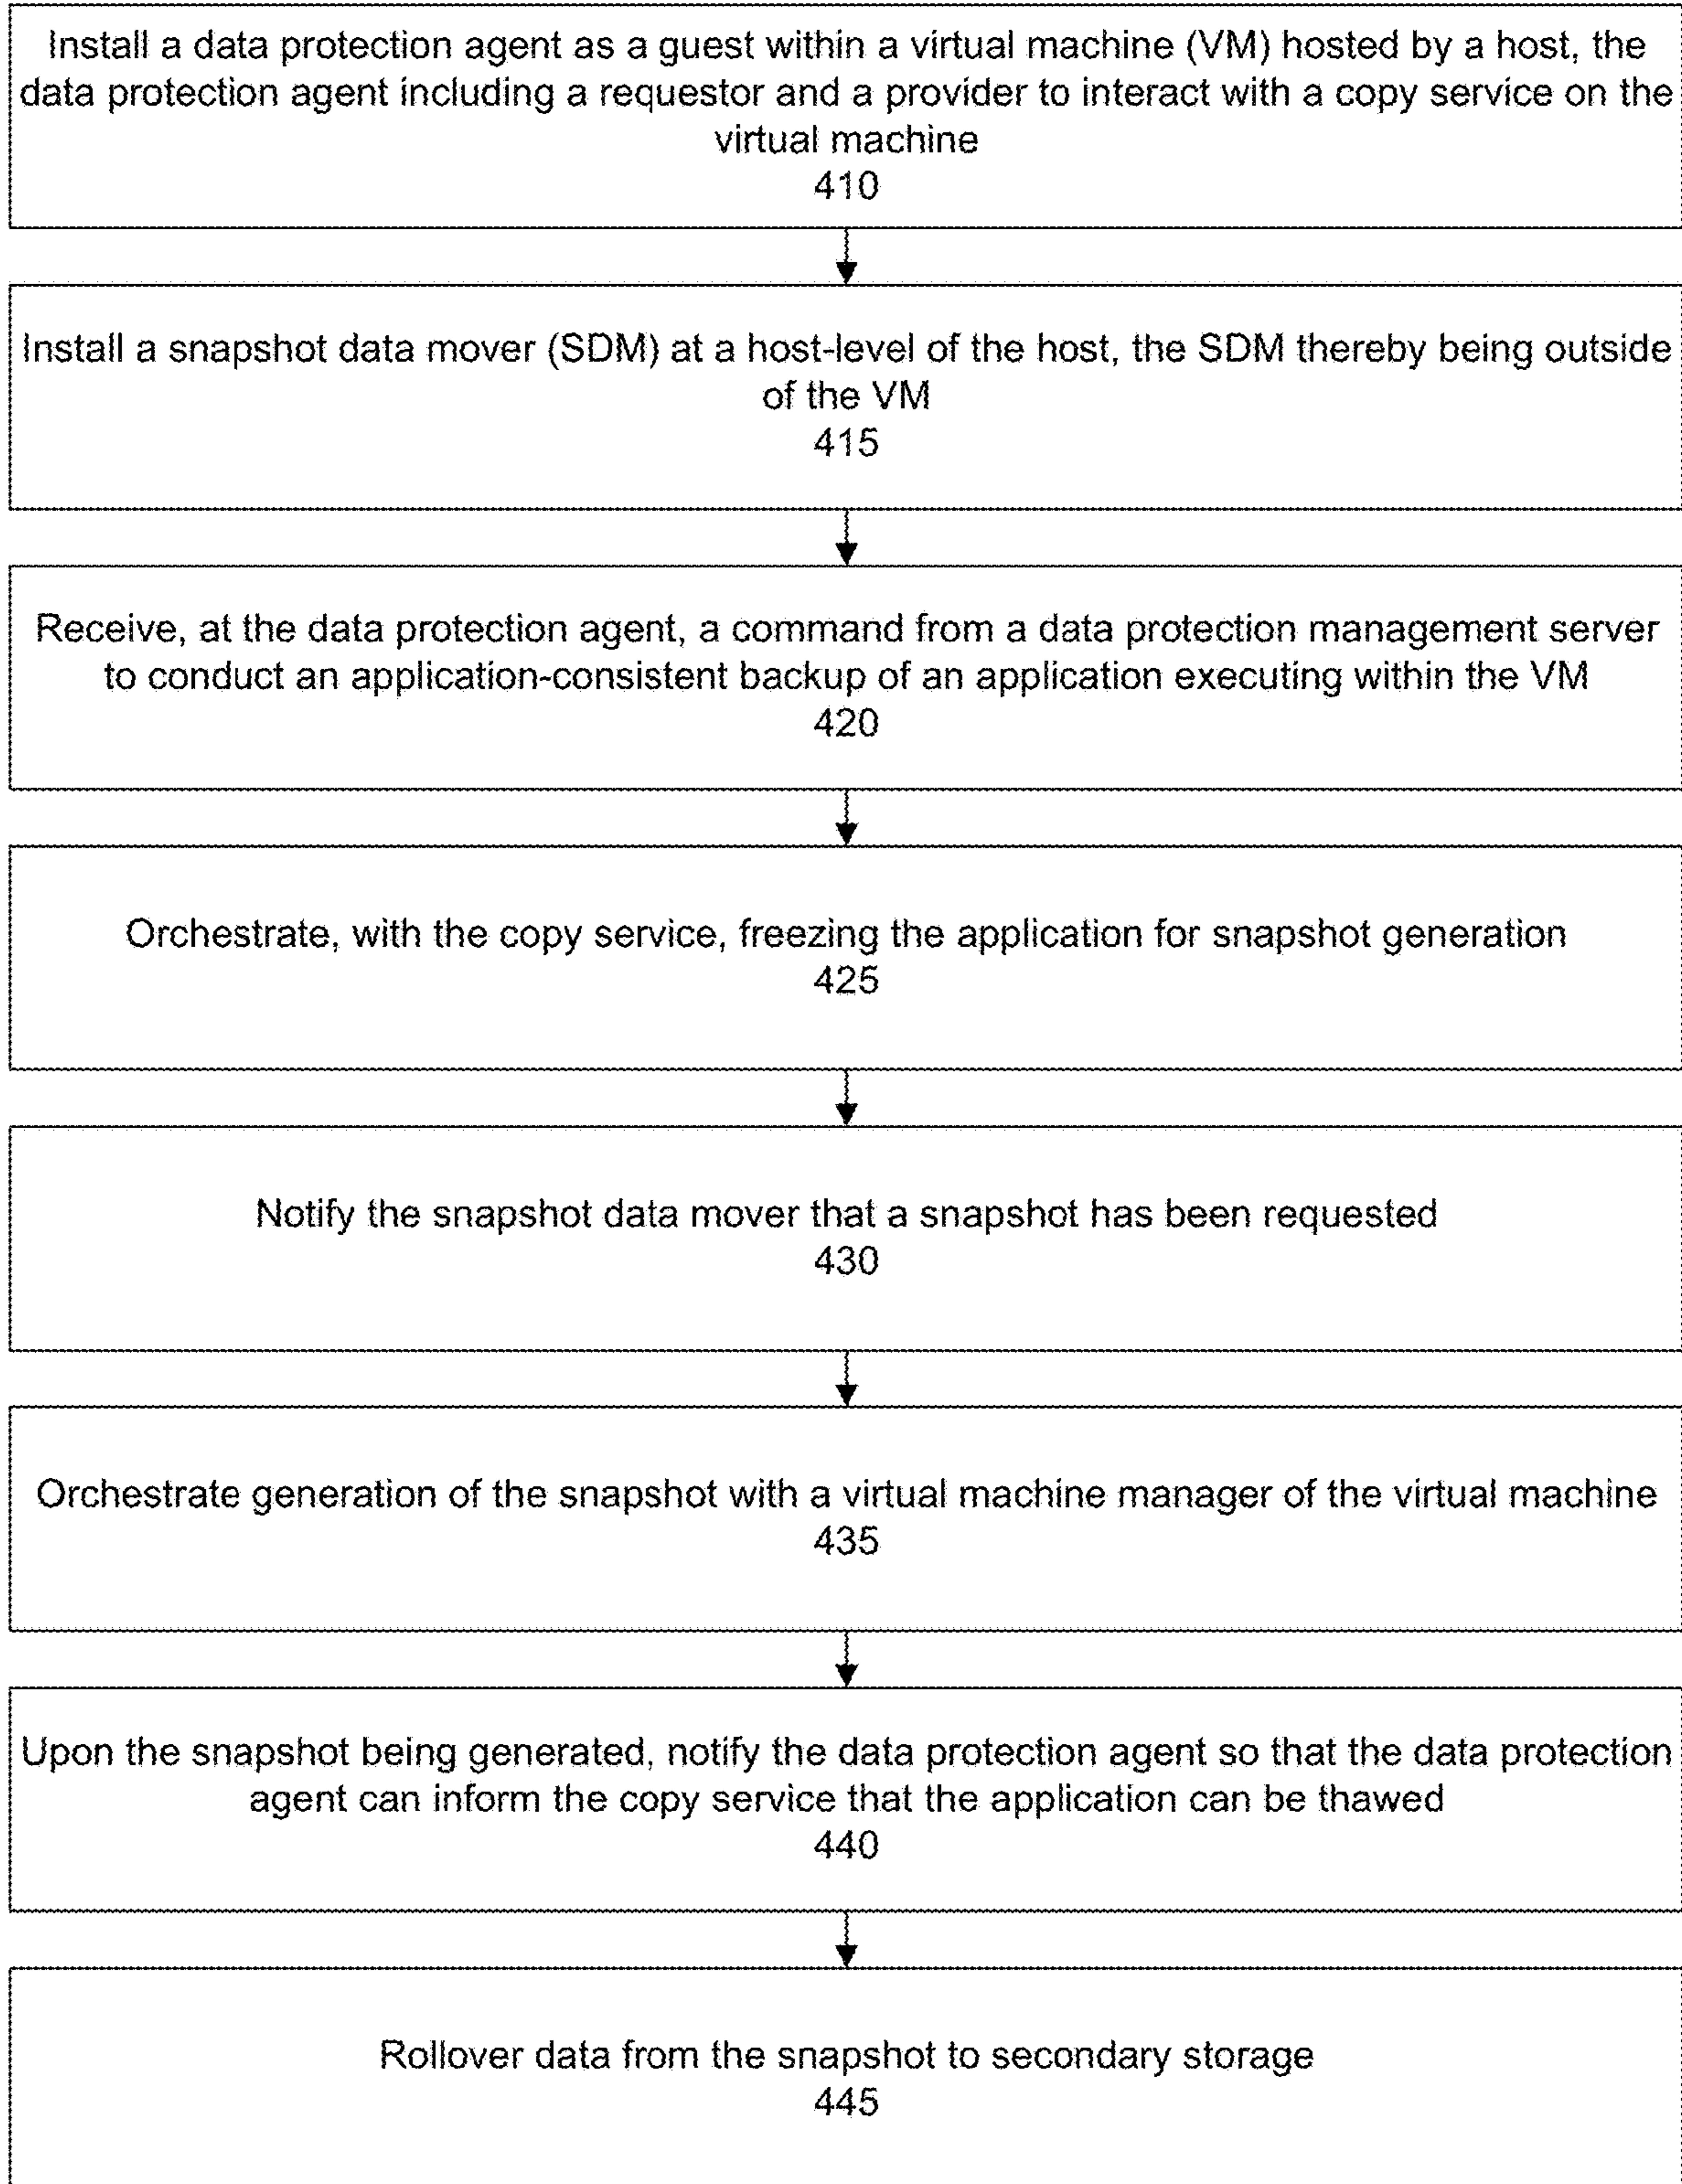 Install a data protection agent as a guest within a virtual machine (VM) hosted by a host, the
data protection agent including a requestor and a provider to interact with a copy service on the
virtual machine
410
Install a snapshot data mover (SDM) at a host-level of the host, the SDM thereby being outside
of the VM
415
Receive, at the data protection agent, a command from a data protection management server
to conduct an application-consistent backup of an application executing within the VM
420
Orchestrate, with the copy service, freezing the application for snapshot generation
425
Notify the snapshot data mover that a snapshot has been requested
430
Orchestrate generation of the snapshot with a virtual machine manager of the virtual machine
435
Upon the snapshot being generated, notify the data protection agent so that the data protection
agent can inform the copy service that the application can be thawed
440
Rollover data from the snapshot to secondary storage
445